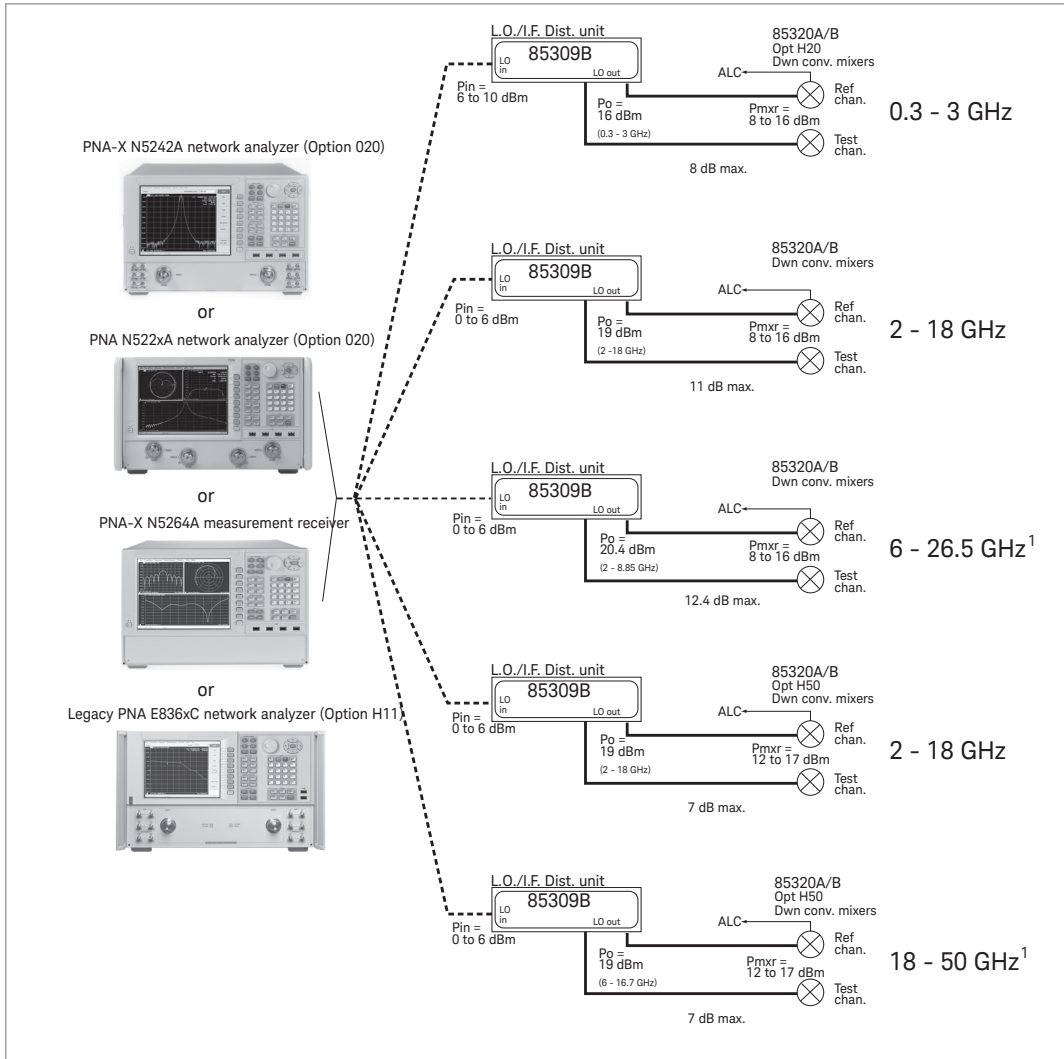 PNA-X N5242A network analyzer (Option 020)
or
PNA N522xA network analyzer (Option 020)
or
PNA-X N5264A measurement receiver
or
Legacy PNA E836xC network analyzer (Option H11)
L.O./I.F. Dist. unit
85309B
LO
in
LO out
Pin =
6 to 10 dBm
Po =
16 dBm
(0.3 - 3 GHz)
8 dB max.
85320A/B
Opt H20
Dwn conv. mixers
ALC
Ref
chan.
Pmxr =
8 to 16 dBm
Test
chan.
0.3 - 3 GHz
L.O./I.F. Dist. unit
85309B
LO
in
LO out
Pin =
0 to 6 dBm
Po =
19 dBm
(2 -18 GHz)
11 dB max.
85320A/B
Dwn conv. mixers
ALC
Ref
chan.
Pmxr =
8 to 16 dBm
Test
chan.
2 - 18 GHz
L.O./I.F. Dist. unit
85309B
LO
in
LO out
Pin =
0 to 6 dBm
Po =
20.4 dBm
(2 - 8.85 GHz)
12.4 dB max.
85320A/B
Dwn conv. mixers
ALC
Ref
chan.
Pmxr =
8 to 16 dBm
Test
chan.
6 - 26.5 GHz¹
L.O./I.F. Dist. unit
85309B
LO
in
LO out
Pin =
0 to 6 dBm
Po =
19 dBm
(2 - 18 GHz)
7 dB max.
85320A/B
Opt H50
Dwn conv. mixers
ALC
Ref
chan.
Pmxr =
12 to 17 dBm
Test
chan.
2 - 18 GHz
L.O./I.F. Dist. unit
85309B
LO
in
LO out
Pin =
0 to 6 dBm
Po =
19 dBm
(6 - 16.7 GHz)
7 dB max.
85320A/B
Opt H50
Dwn conv. mixers
ALC
Ref
chan.
Pmxr =
12 to 17 dBm
Test
chan.
18 - 50 GHz¹